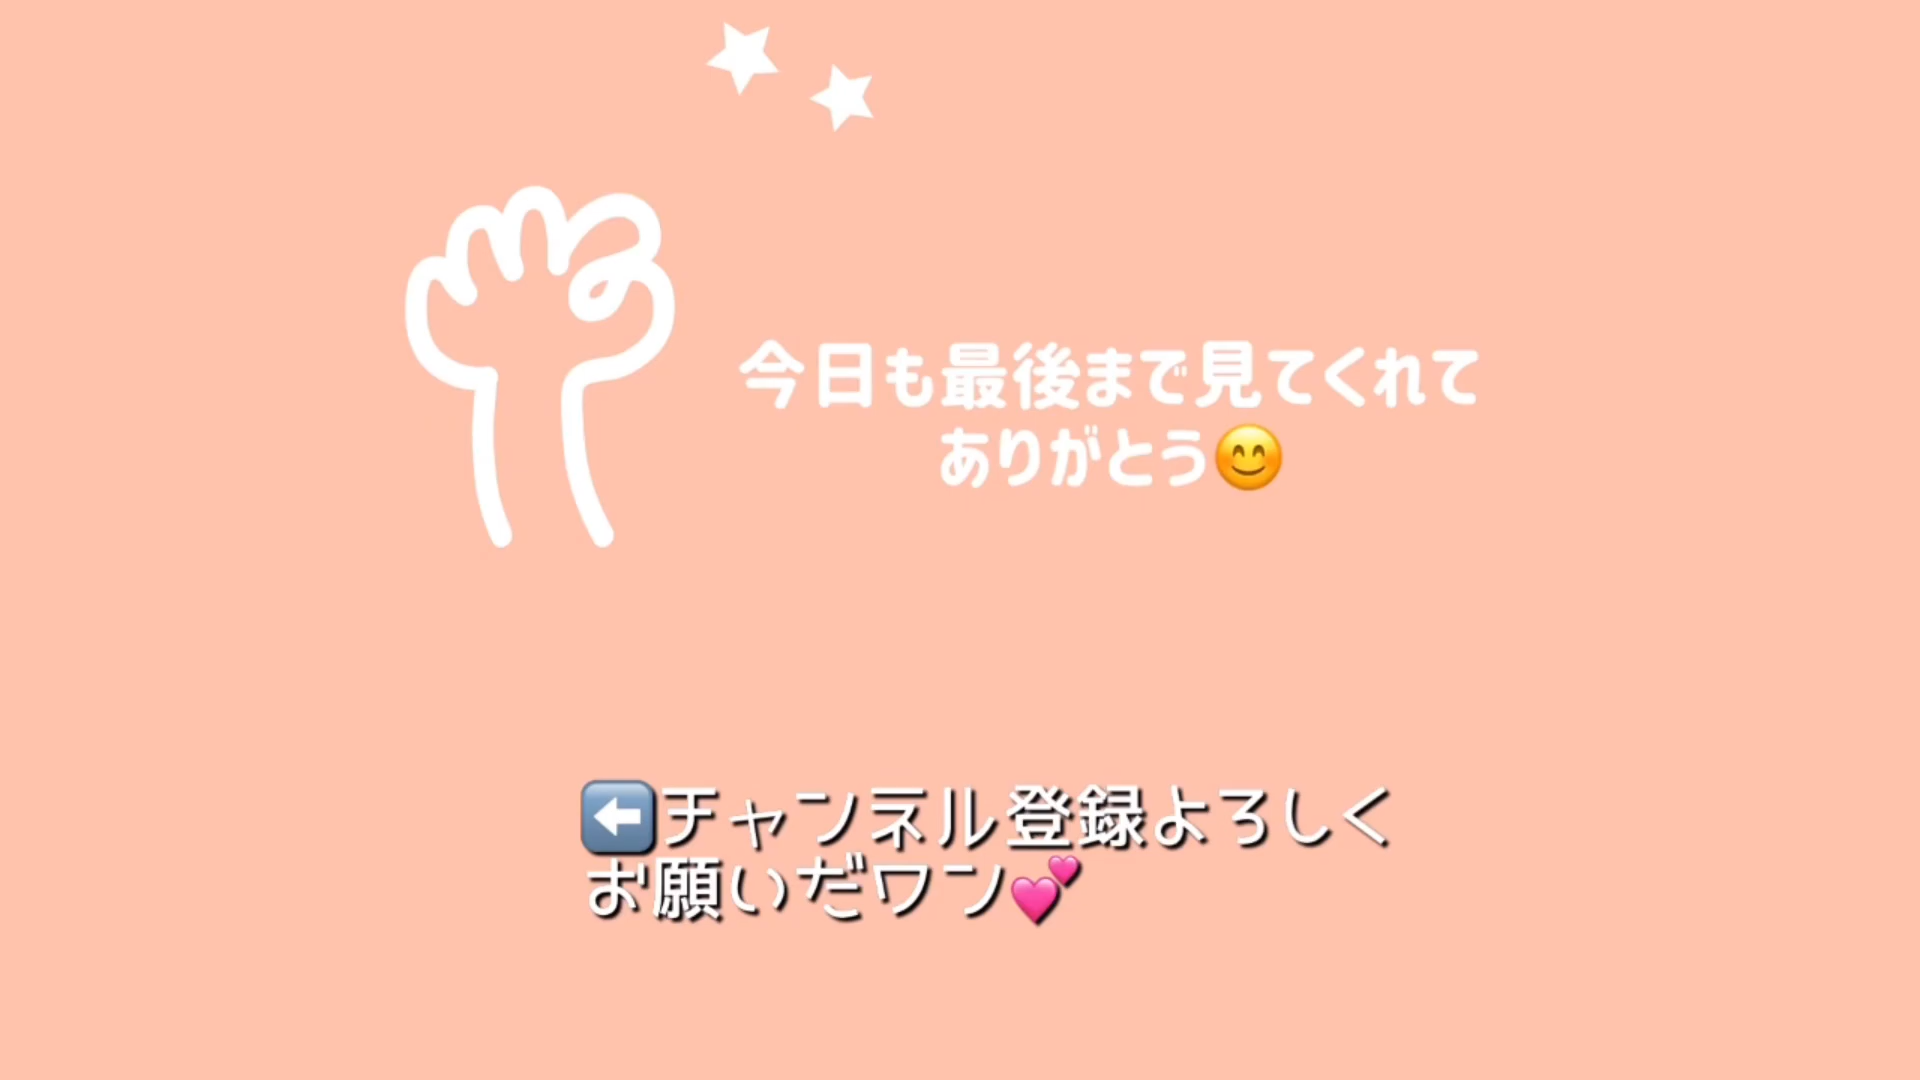 今日も最後まで見てくれて
ありがとう😊
⬅️チャンネル登録よろしく
お願いだワン💕